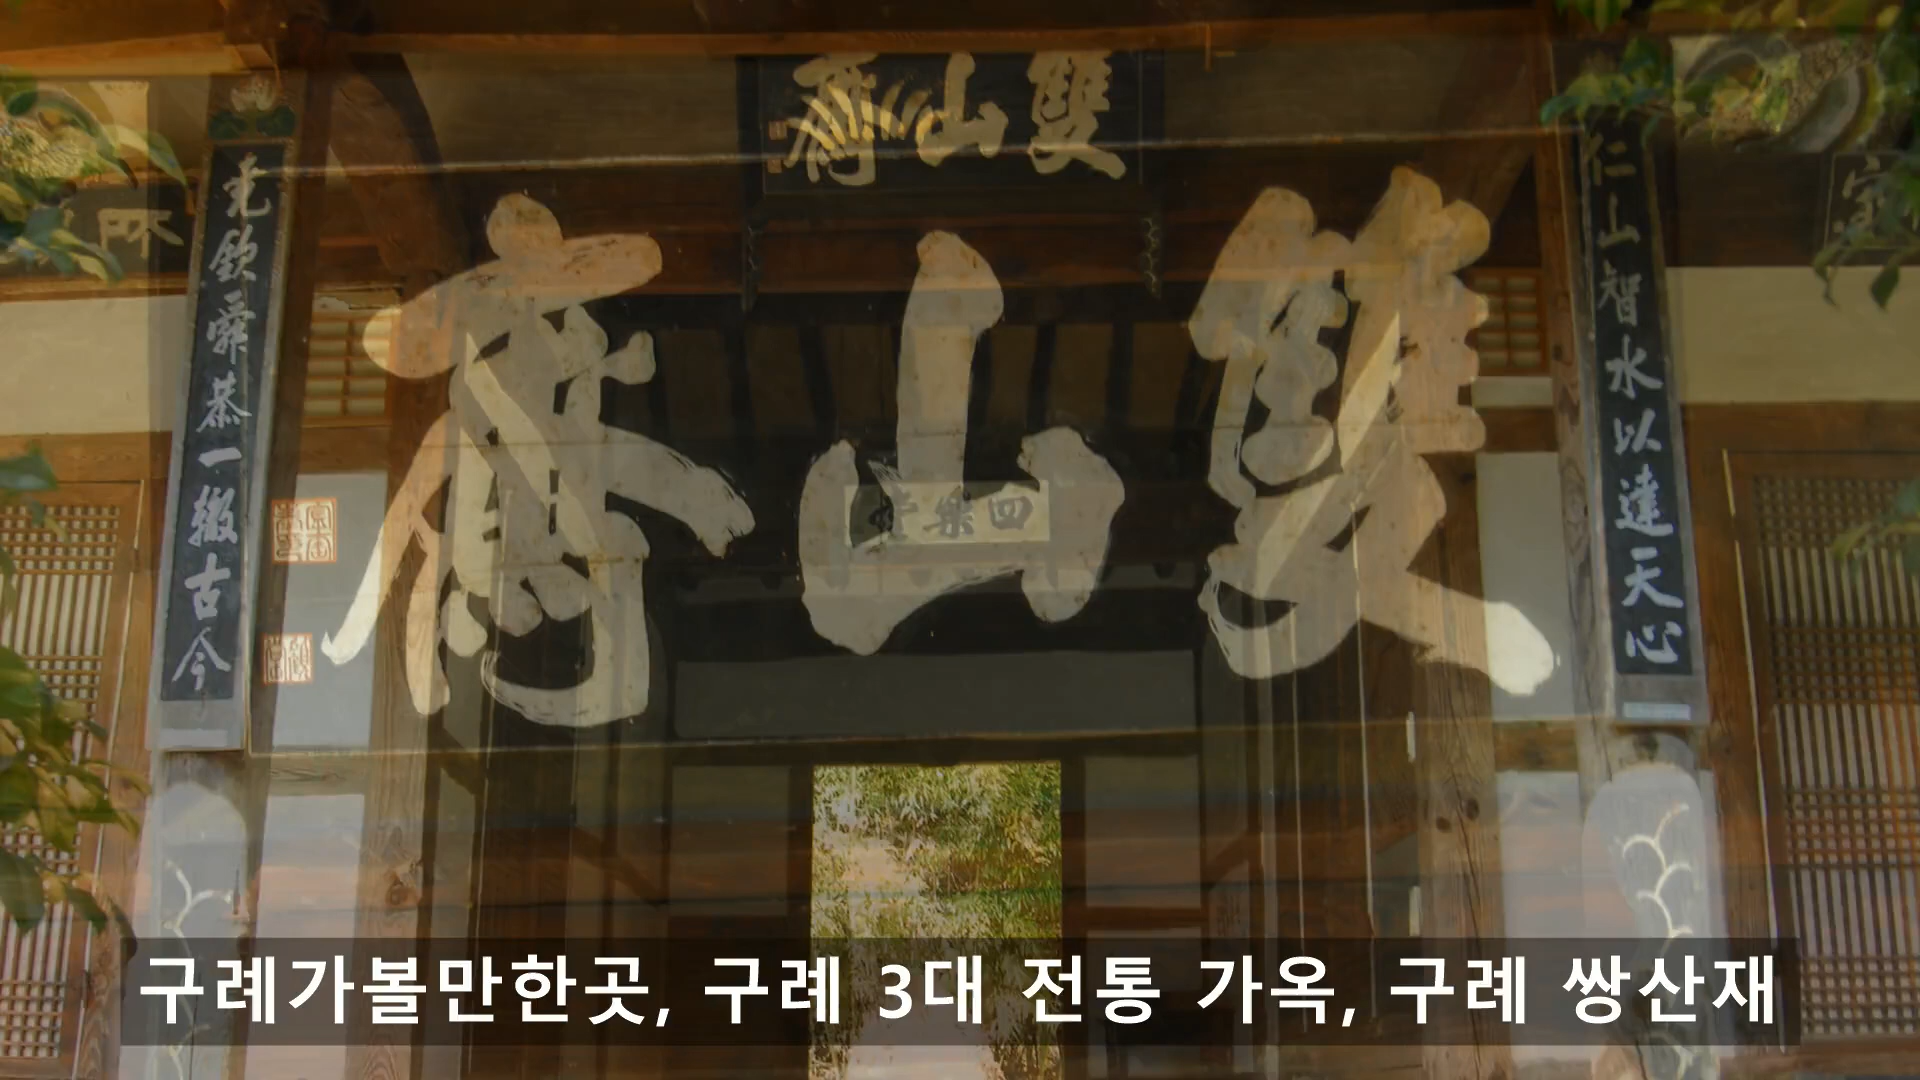 雙山齋
雙山齋
仁山智水以達天心
堯欽舜恭一徹古今
四樂堂
구례가볼만한곳, 구례 3대 전통 가옥, 구례 쌍산재